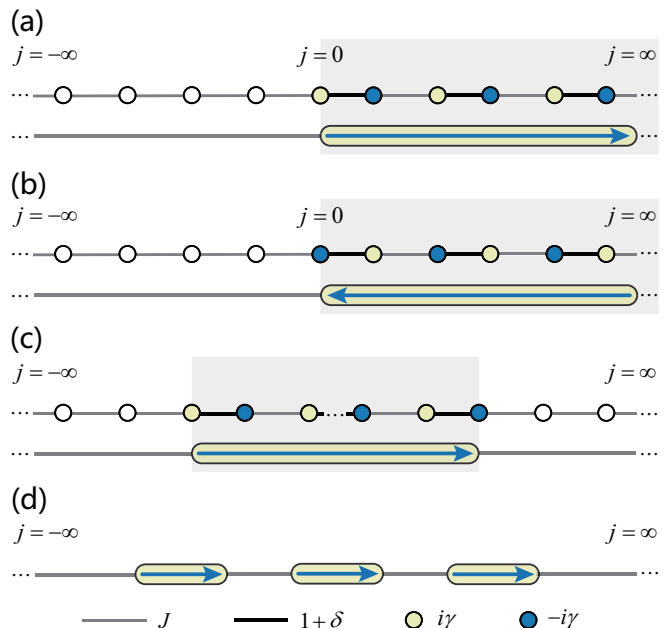 (a)
j = −∞ j = 0 j = ∞
... ...
... ...
(b)
j = −∞ j = 0 j = ∞
... ...
... ...
(c)
j = −∞ j = ∞
... ... ...
... ...
(d)
j = −∞ j = ∞
... ...
J 1 + δ iγ −iγ